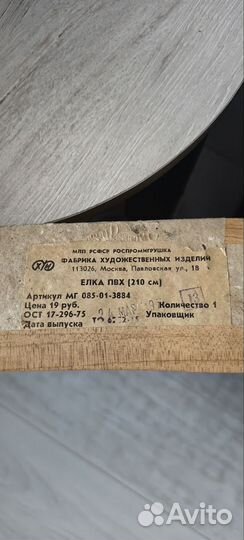 МЛП РСФСР РОСПРОМИГРУШКА
ФАБРИКА ХУДОЖЕСТВЕННЫХ ИЗДЕЛИЙ
113026, Москва, Павловская ул., 18
ЕЛКА ПВХ (210 см)
Артикул МГ 085-01-3884
Цена 19 руб. Количество 1
ОСТ 17-296-75 Упаковщик
Дата выпуска
Avito